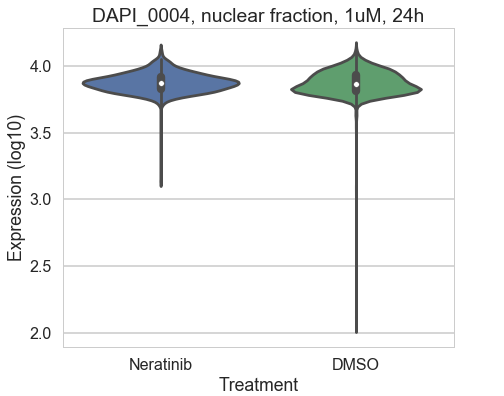 DAPI_0004, nuclear fraction, 1uM, 24h
Expression (log10)
4.0
3.5
3.0
2.5
2.0
Neratinib
DMSO
Treatment